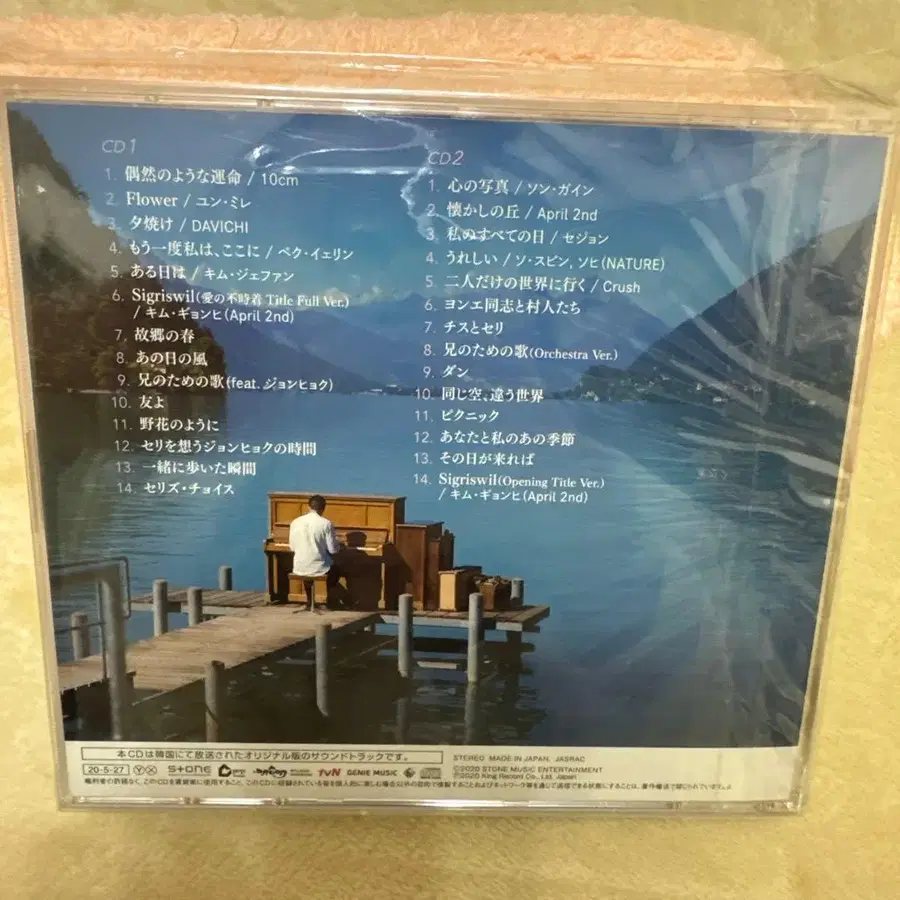 CD1
1. 偶然のような運命 / 10cm
2. Flower / ユン・ミレ
3. 夕焼け / DAVICHI
4. もう一度私は、ここに / ペク・イェリン
5. ある日は / キム・ジェファン
6. Sigriswil(愛の不時着 Title Full Ver.)
/ キム・ギョンヒ(April 2nd)
7. 故郷の春
8. あの日の風
9. 兄のための歌(feat. ジョンヒョク)
10. 友よ
11. 野花のように
12. セリを想うジョンヒョクの時間
13. 一緒に歩いた瞬間
14. セリズ・チョイス
CD2
1. 心の写真 / ソン・ガイン
2. 懐かしの丘 / April 2nd
3. 私のすべての日 / セジョン
4. うれしい / ソ・スビン, ソヒ(NATURE)
5. 二人だけの世界に行く / Crush
6. ヨンエ同志と村人たち
7. チスとセリ
8. 兄のための歌(Orchestra Ver.)
9. ダン
10. 同じ空、違う世界
11. ピクニック
12. あなたと私のあの季節
13. その日が来れば
14. Sigriswil(Opening Title Ver.)
/ キム・ギョンヒ(April 2nd)
本CDは韓国にて放送されたオリジナル版のサウンドトラックです。
STEREO MADE IN JAPAN. JASRAC
20-5-27 Y X STONE tvN GENIE MUSIC
Ⓒ2020 STONE MUSIC ENTERTAINMENT
Ⓟ2020 King Record Co., Ltd. Japan